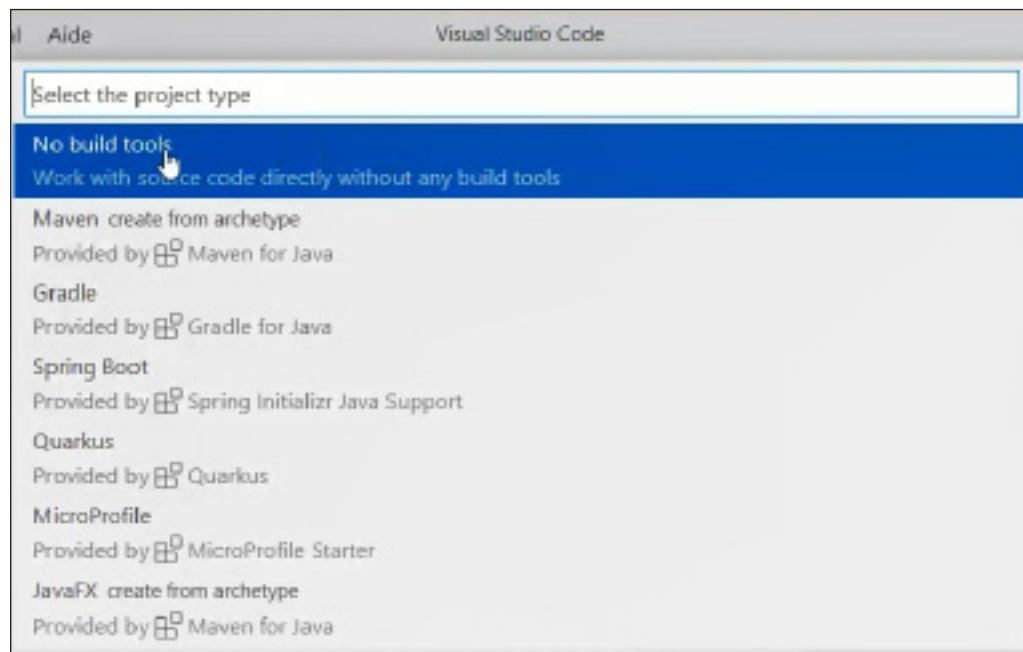 Aide
Visual Studio Code
Select the project type
No build tools
Work with source code directly without any build tools
Maven create from archetype
Provided by Maven for Java
Gradle
Provided by Gradle for Java
Spring Boot
Provided by Spring Initializr Java Support
Quarkus
Provided by Quarkus
MicroProfile
Provided by MicroProfile Starter
JavaFX create from archetype
Provided by Maven for Java